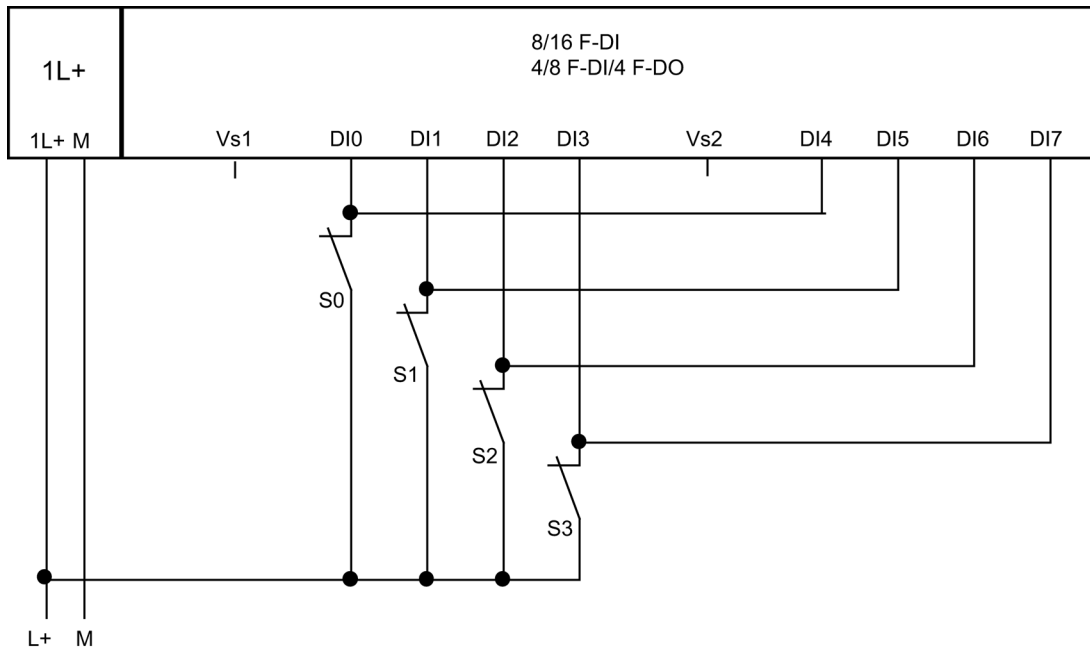 8/16 F-DI
4/8 F-DI/4 F-DO
1L+
1L+ M Vs1 DI0 DI1 DI2 DI3 Vs2 DI4 DI5 DI6 DI7
S0
S1
S2
S3
L+ M